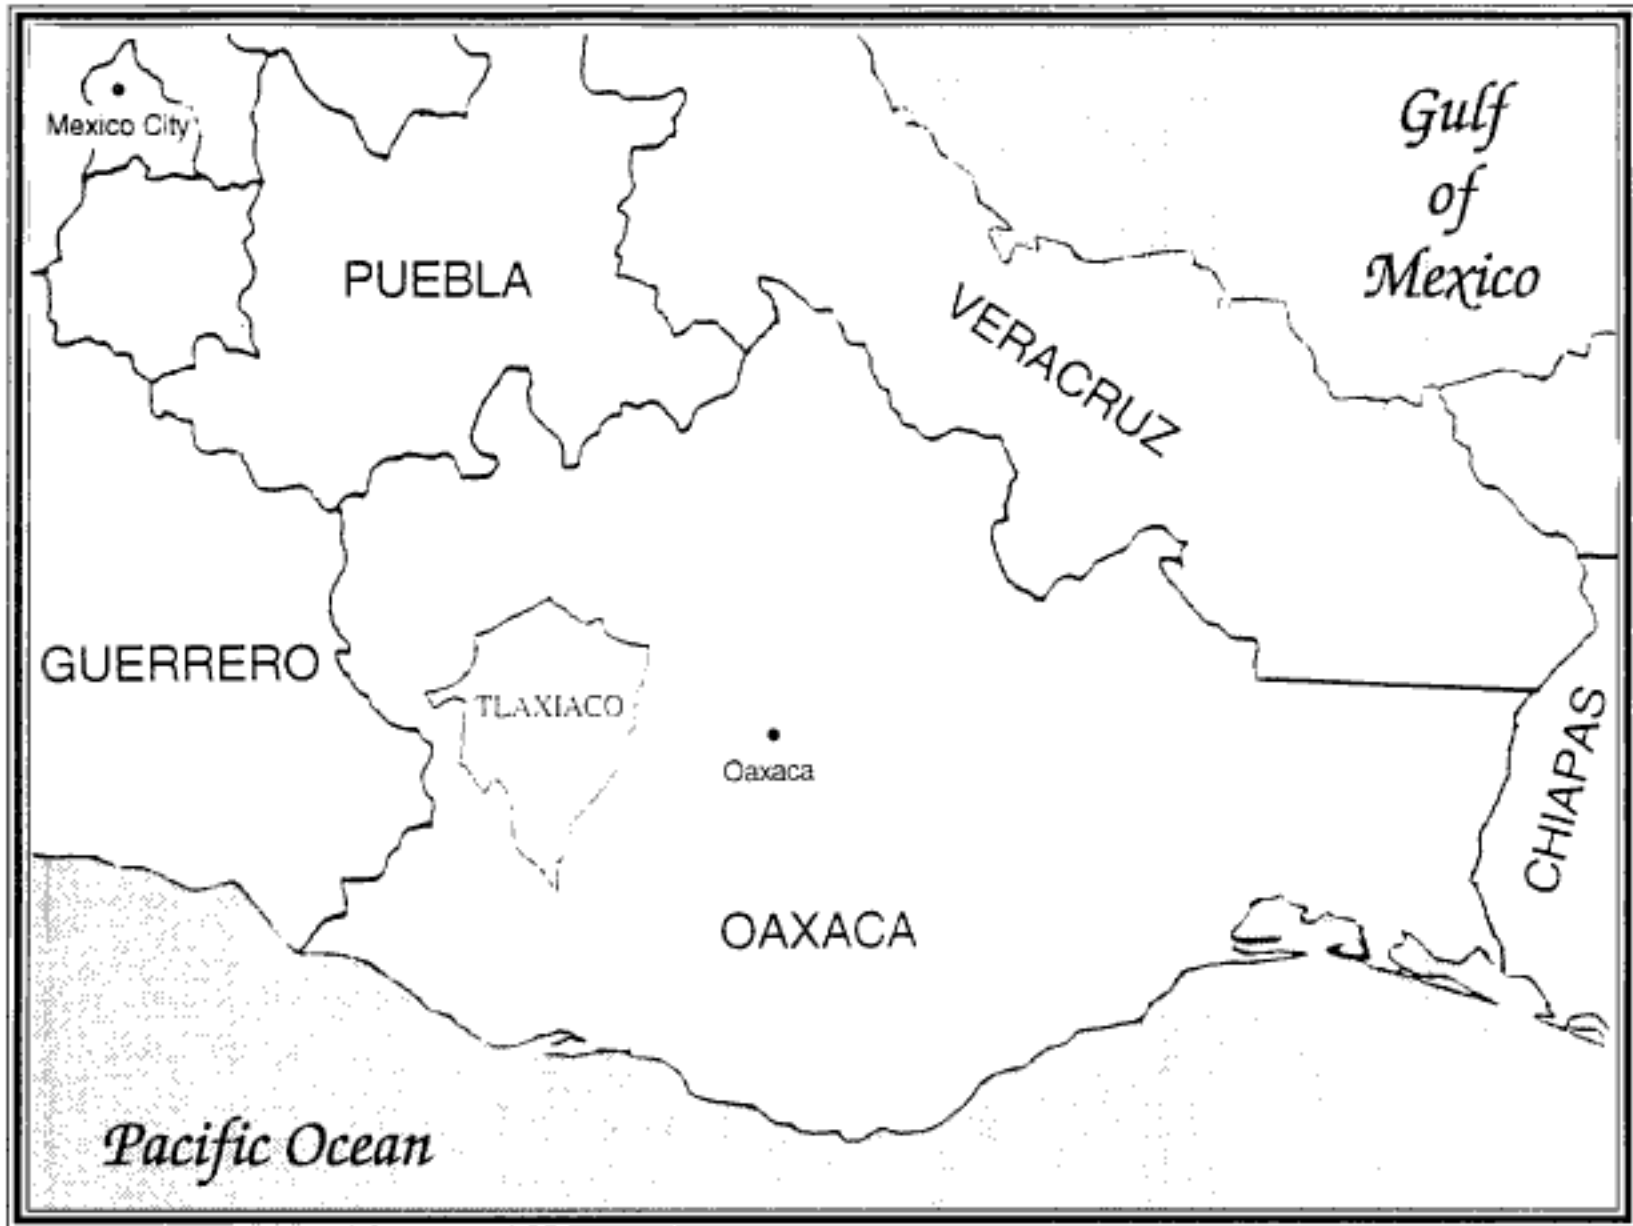 Mexico City
Gulf
of
Mexico
PUEBLA
VERACRUZ
GUERRERO
TLAXIACO
Oaxaca
CHIAPAS
OAXACA
Pacific Ocean